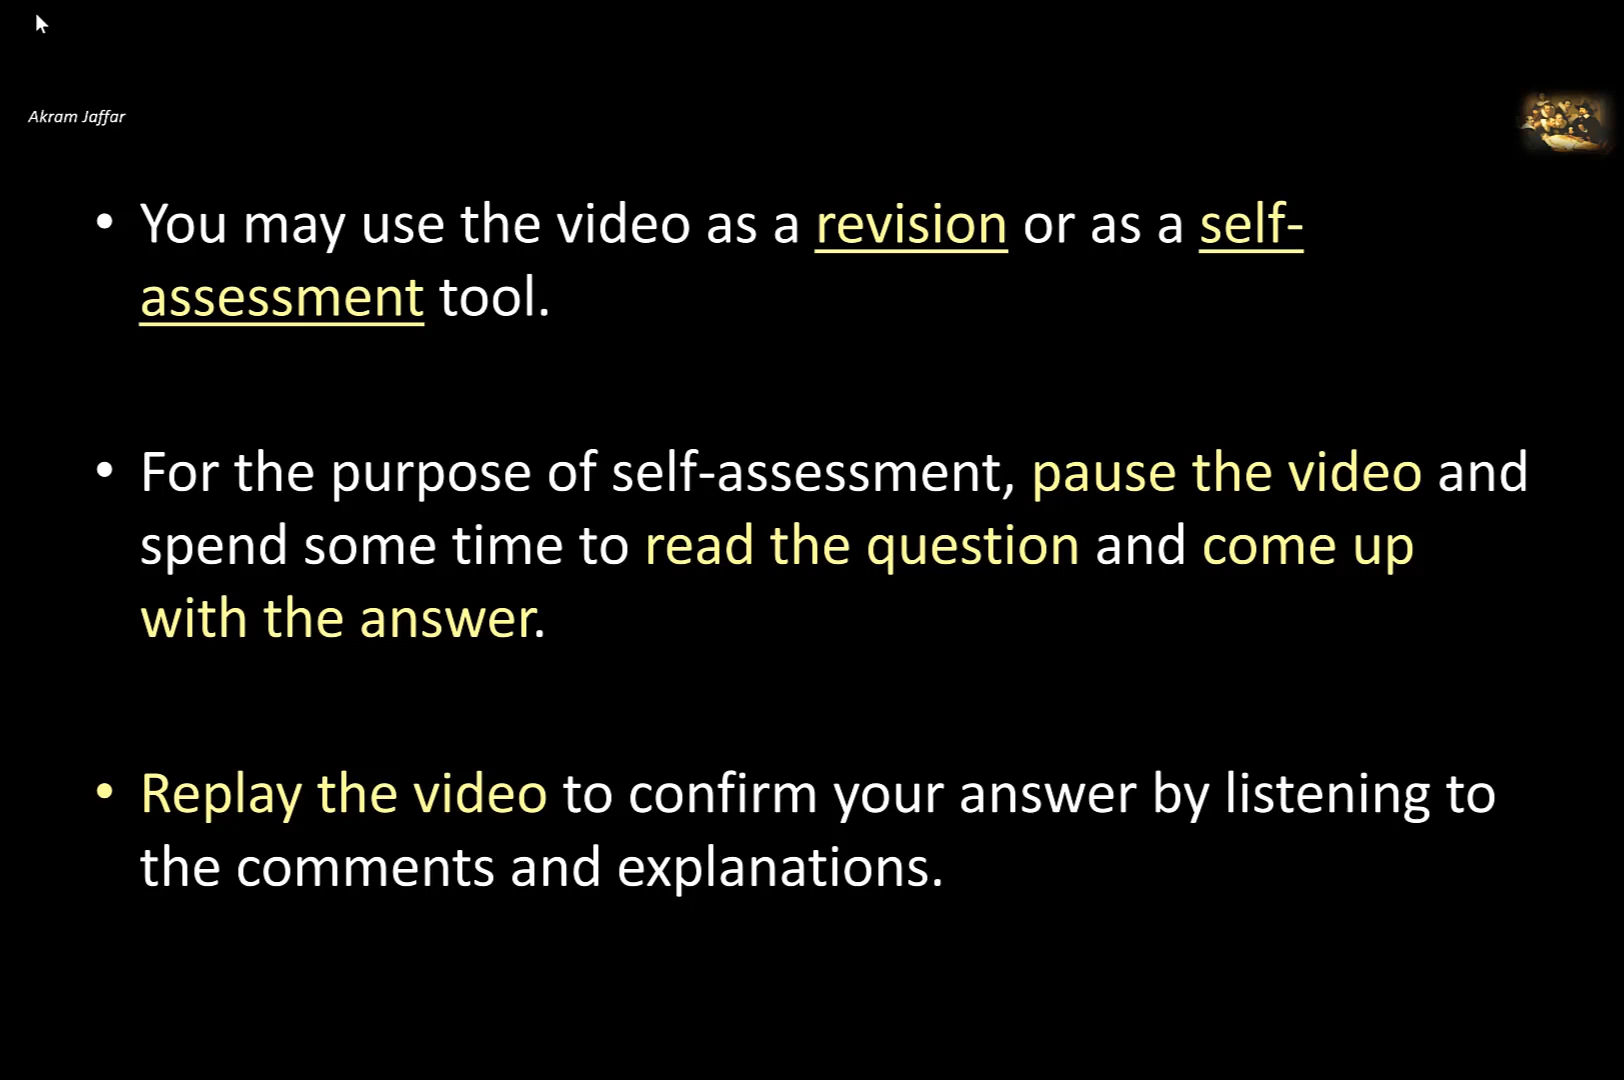 Akram Jaffar
• You may use the video as a revision or as a self-
assessment tool.
• For the purpose of self-assessment, pause the video and
spend some time to read the question and come up
with the answer.
• Replay the video to confirm your answer by listening to
the comments and explanations.